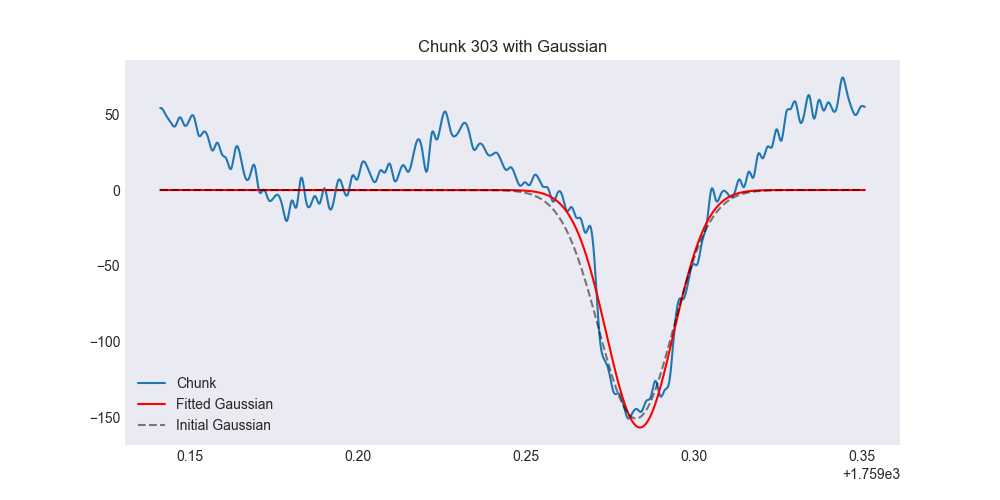 Chunk 303 with Gaussian
50
0
−50
−100
−150
Chunk
Fitted Gaussian
Initial Gaussian
0.15 0.20 0.25 0.30 0.35
+1.759e3